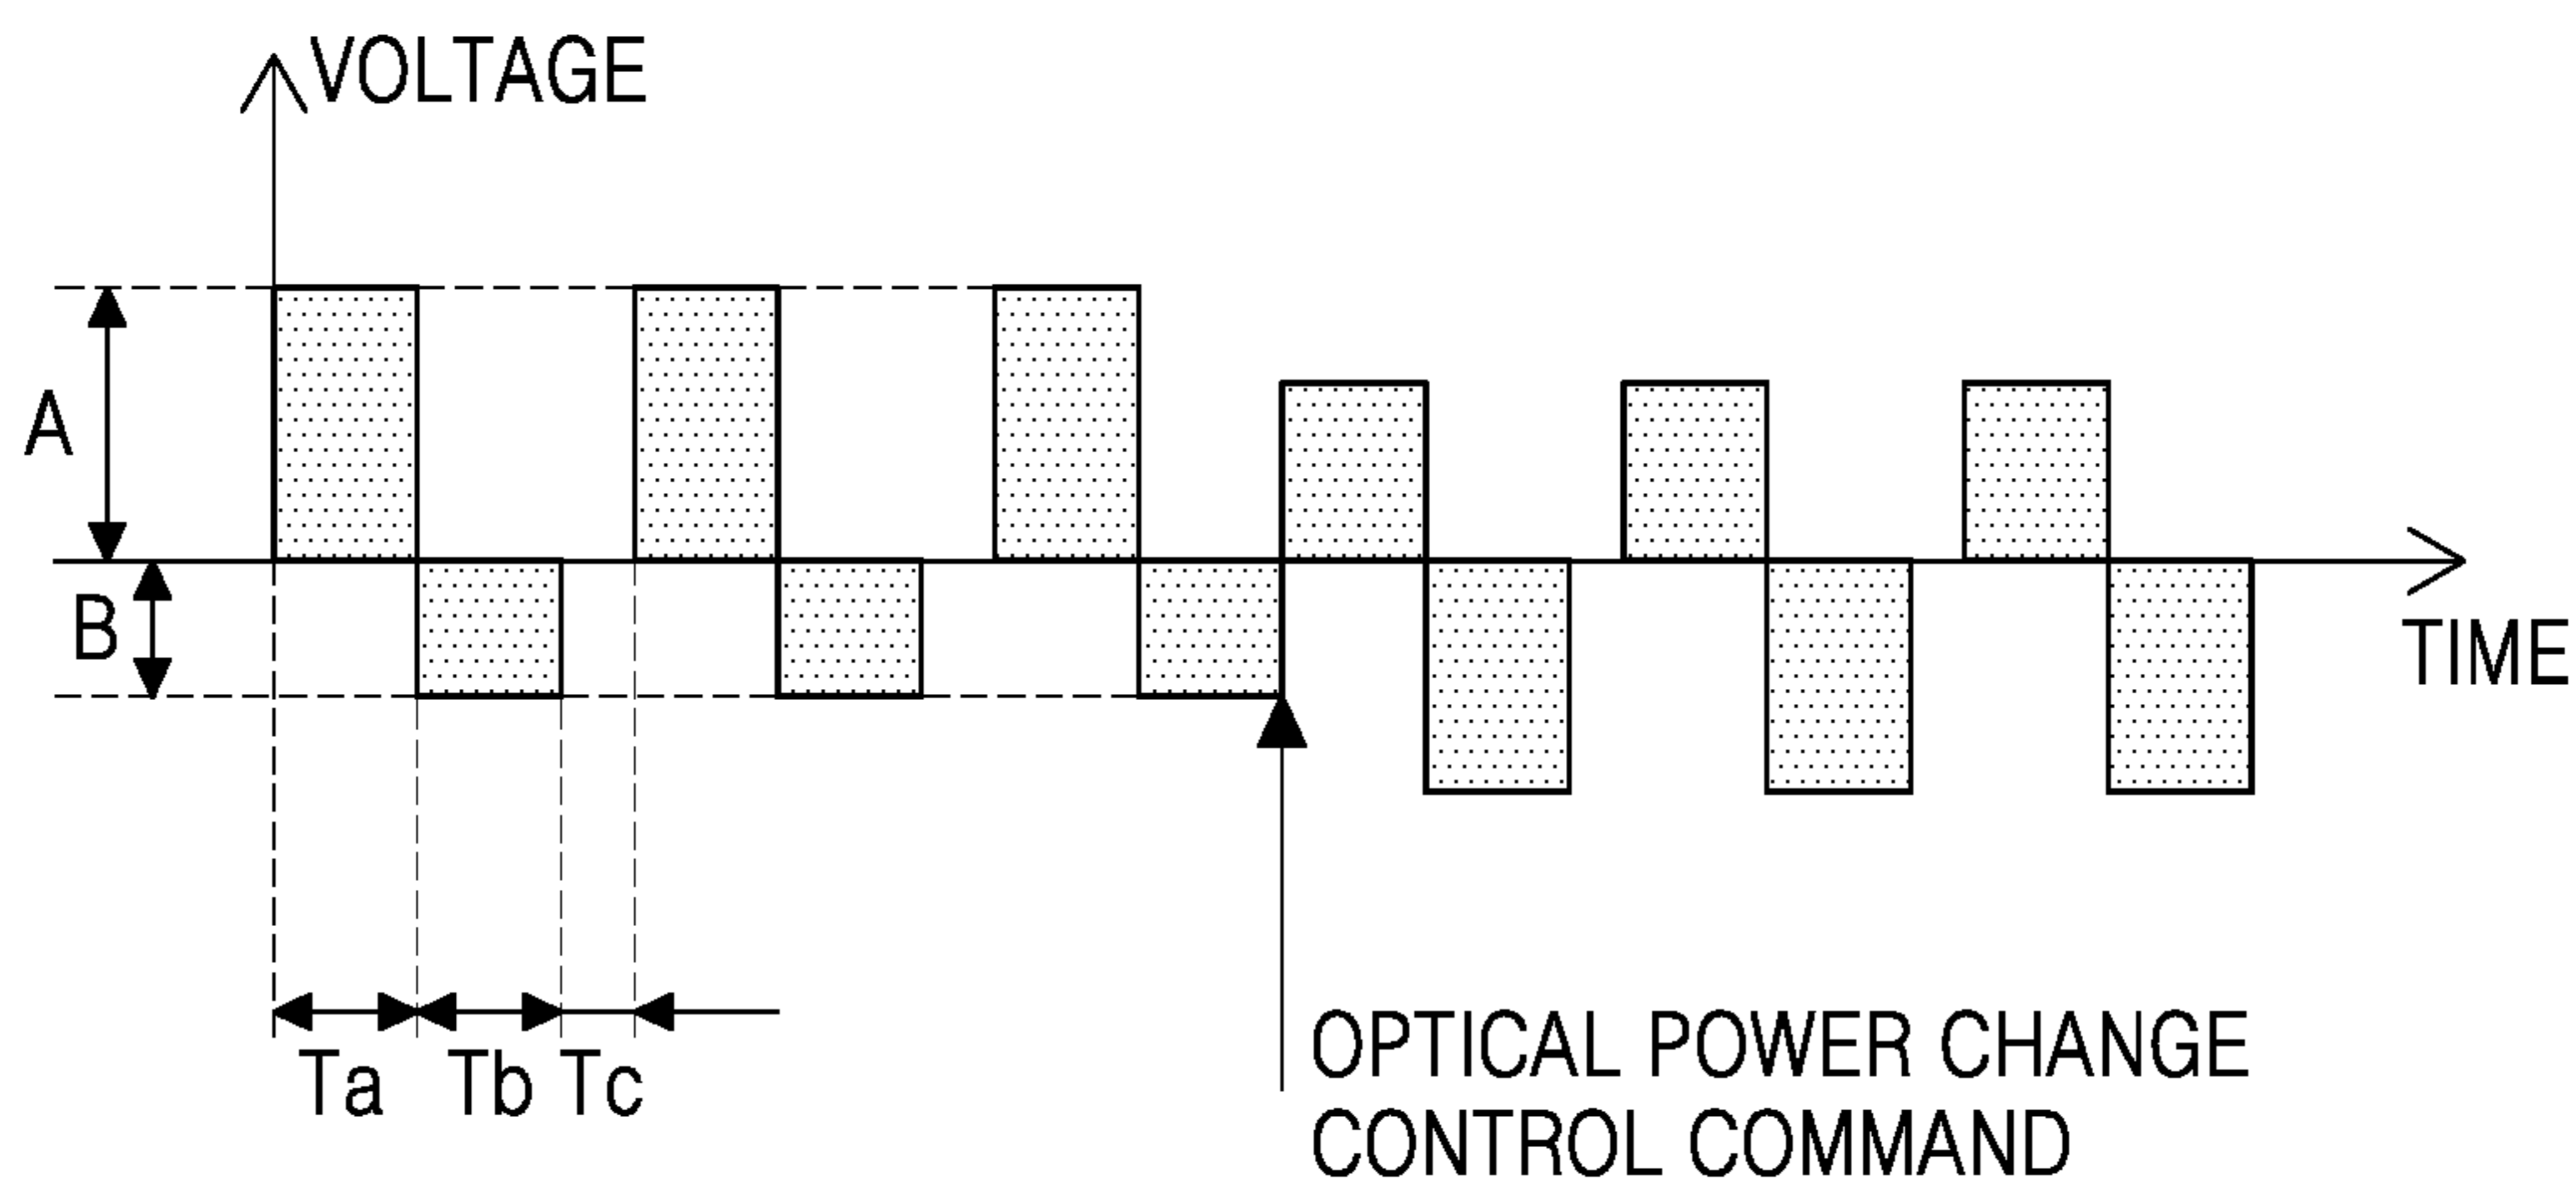 VOLTAGE
A
B
TIME
Ta Tb Tc
OPTICAL POWER CHANGE
CONTROL COMMAND